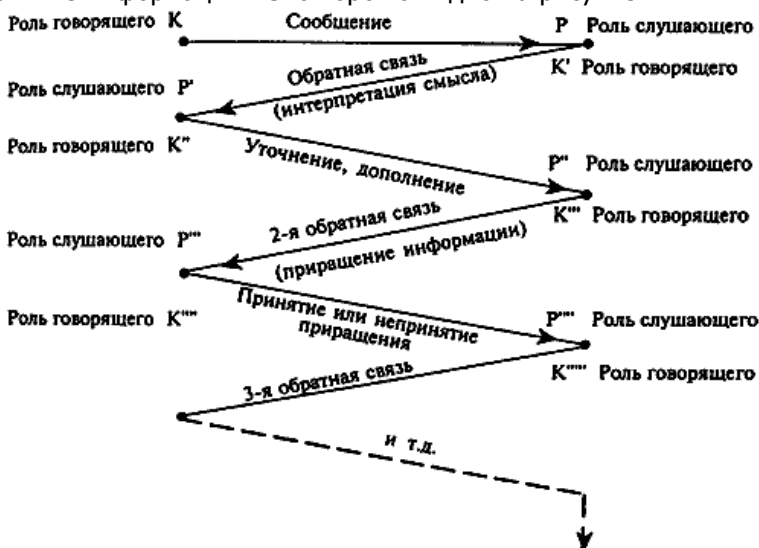 Роль говорящего К Сообщение Р Роль слушающего
Обратная связь К' Роль говорящего
Роль слушающего Р' (интерпретация смысла)
Роль говорящего К" Уточнение, дополнение Р" Роль слушающего
2-я обратная связь К"' Роль говорящего
Роль слушающего Р"' (приращение информации)
Принятие или непринятие
приращения
Роль говорящего К"" Р"" Роль слушающего
3-я обратная связь К""' Роль говорящего
и т.д.